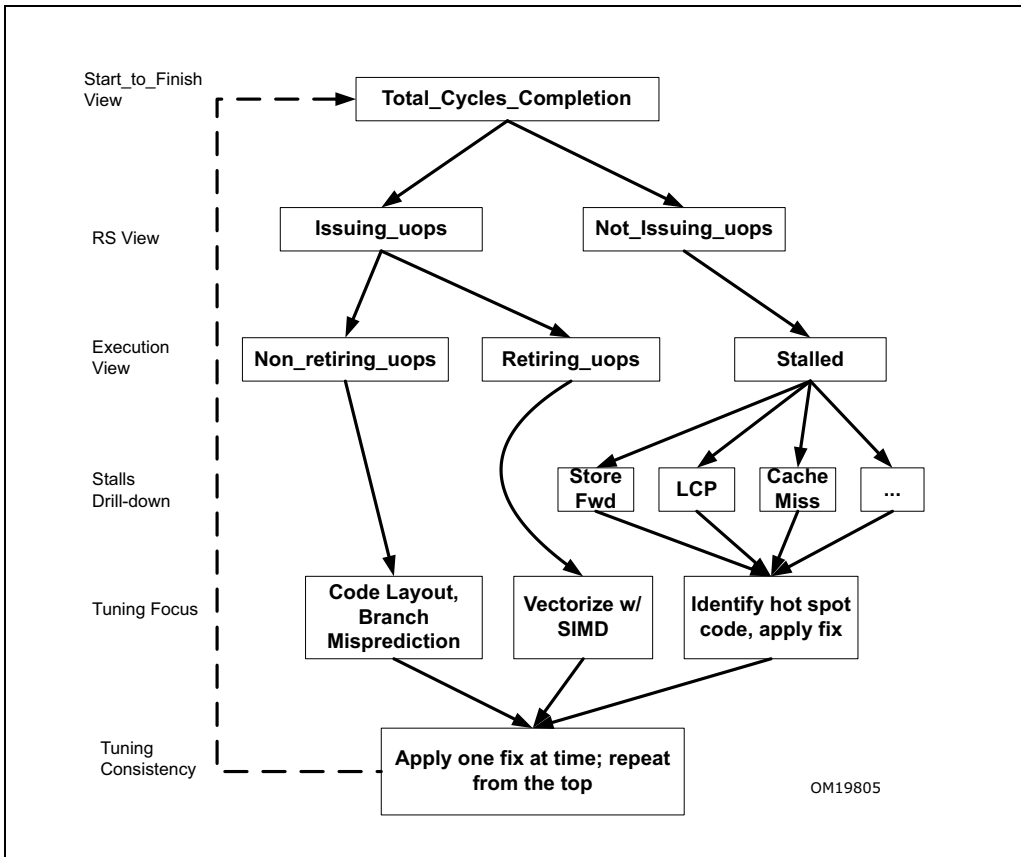 Start_to_Finish
View
Total_Cycles_Completion
RS View
Issuing_uops
Not_Issuing_uops
Execution
View
Non_retiring_uops
Retiring_uops
Stalled
Stalls
Drill-down
Store
Fwd
LCP
Cache
Miss
...
Tuning Focus
Code Layout,
Branch
Misprediction
Vectorize w/
SIMD
Identify hot spot
code, apply fix
Tuning
Consistency
Apply one fix at time; repeat
from the top
OM19805